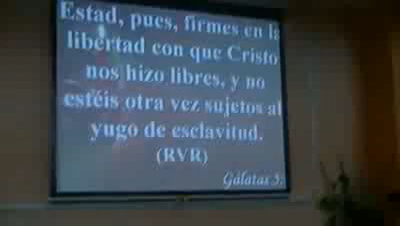 Estad, pues, firmes en la
libertad con que Cristo
nos hizo libres, y no
estéis otra vez sujetos al
yugo de esclavitud.
(RVR)
Gálatas 5: